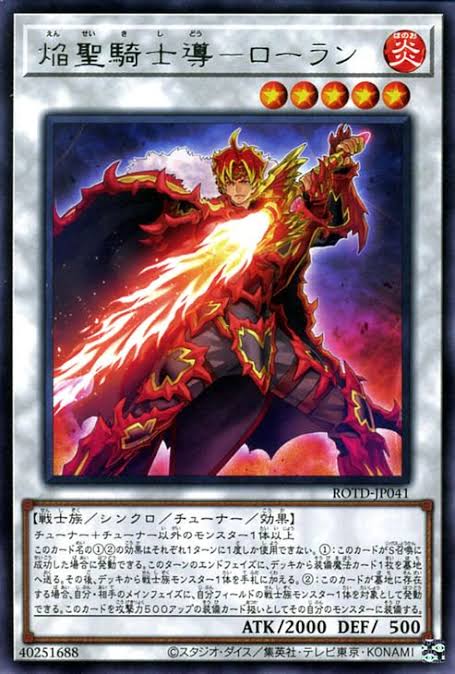 えん せい き し どう
焔聖騎士導－ローラン
ほのお
炎
ROTD-JP041
【戦士族／シンクロ／チューナー／効果】
チューナー＋チューナー以外のモンスター1体以上
このカード名の①②の効果はそれぞれ1ターンに1度しか使用できない。①：このカードがS召喚に
成功した場合に発動できる。このターンのエンドフェイズに、デッキから装備魔法カード1枚を墓地
へ送る。その後、デッキから戦士族モンスター1体を手札に加える。②：このカードが墓地に存在
する場合、自分・相手のメインフェイズに、自分フィールドの戦士族モンスター1体を対象として発動
できる。このカードを攻撃力500アップの装備カード扱いとしてその自分のモンスターに装備する。
ATK/2000 DEF/ 500
40251688
©スタジオ・ダイス／集英社・テレビ東京・KONAMI